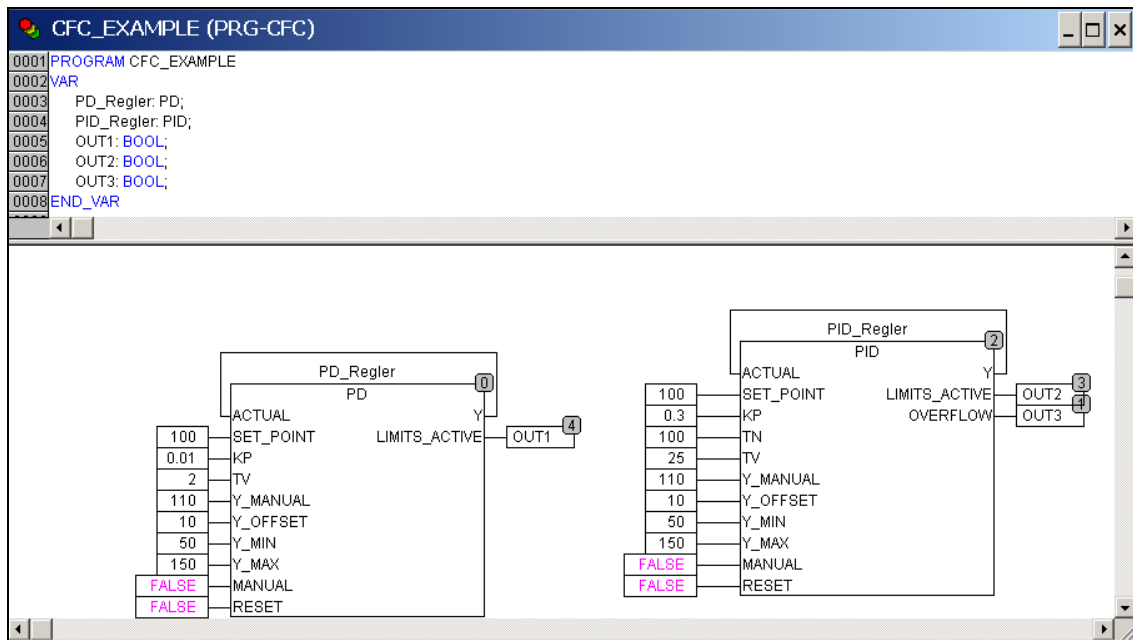 CFC_EXAMPLE (PRG-CFC)
0001 PROGRAM CFC_EXAMPLE
0002 VAR
0003 PD_Regler: PD;
0004 PID_Regler: PID;
0005 OUT1: BOOL;
0006 OUT2: BOOL;
0007 OUT3: BOOL;
0008 END_VAR
PD_Regler
0
PD
ACTUAL Y
100 SET_POINT LIMITS_ACTIVE OUT1 4
0.01 KP
2 TV
110 Y_MANUAL
10 Y_OFFSET
50 Y_MIN
150 Y_MAX
FALSE MANUAL
FALSE RESET
PID_Regler
2
PID
ACTUAL Y
100 SET_POINT LIMITS_ACTIVE OUT2 3
0.3 KP OVERFLOW OUT3 1
100 TN
25 TV
110 Y_MANUAL
10 Y_OFFSET
50 Y_MIN
150 Y_MAX
FALSE MANUAL
FALSE RESET